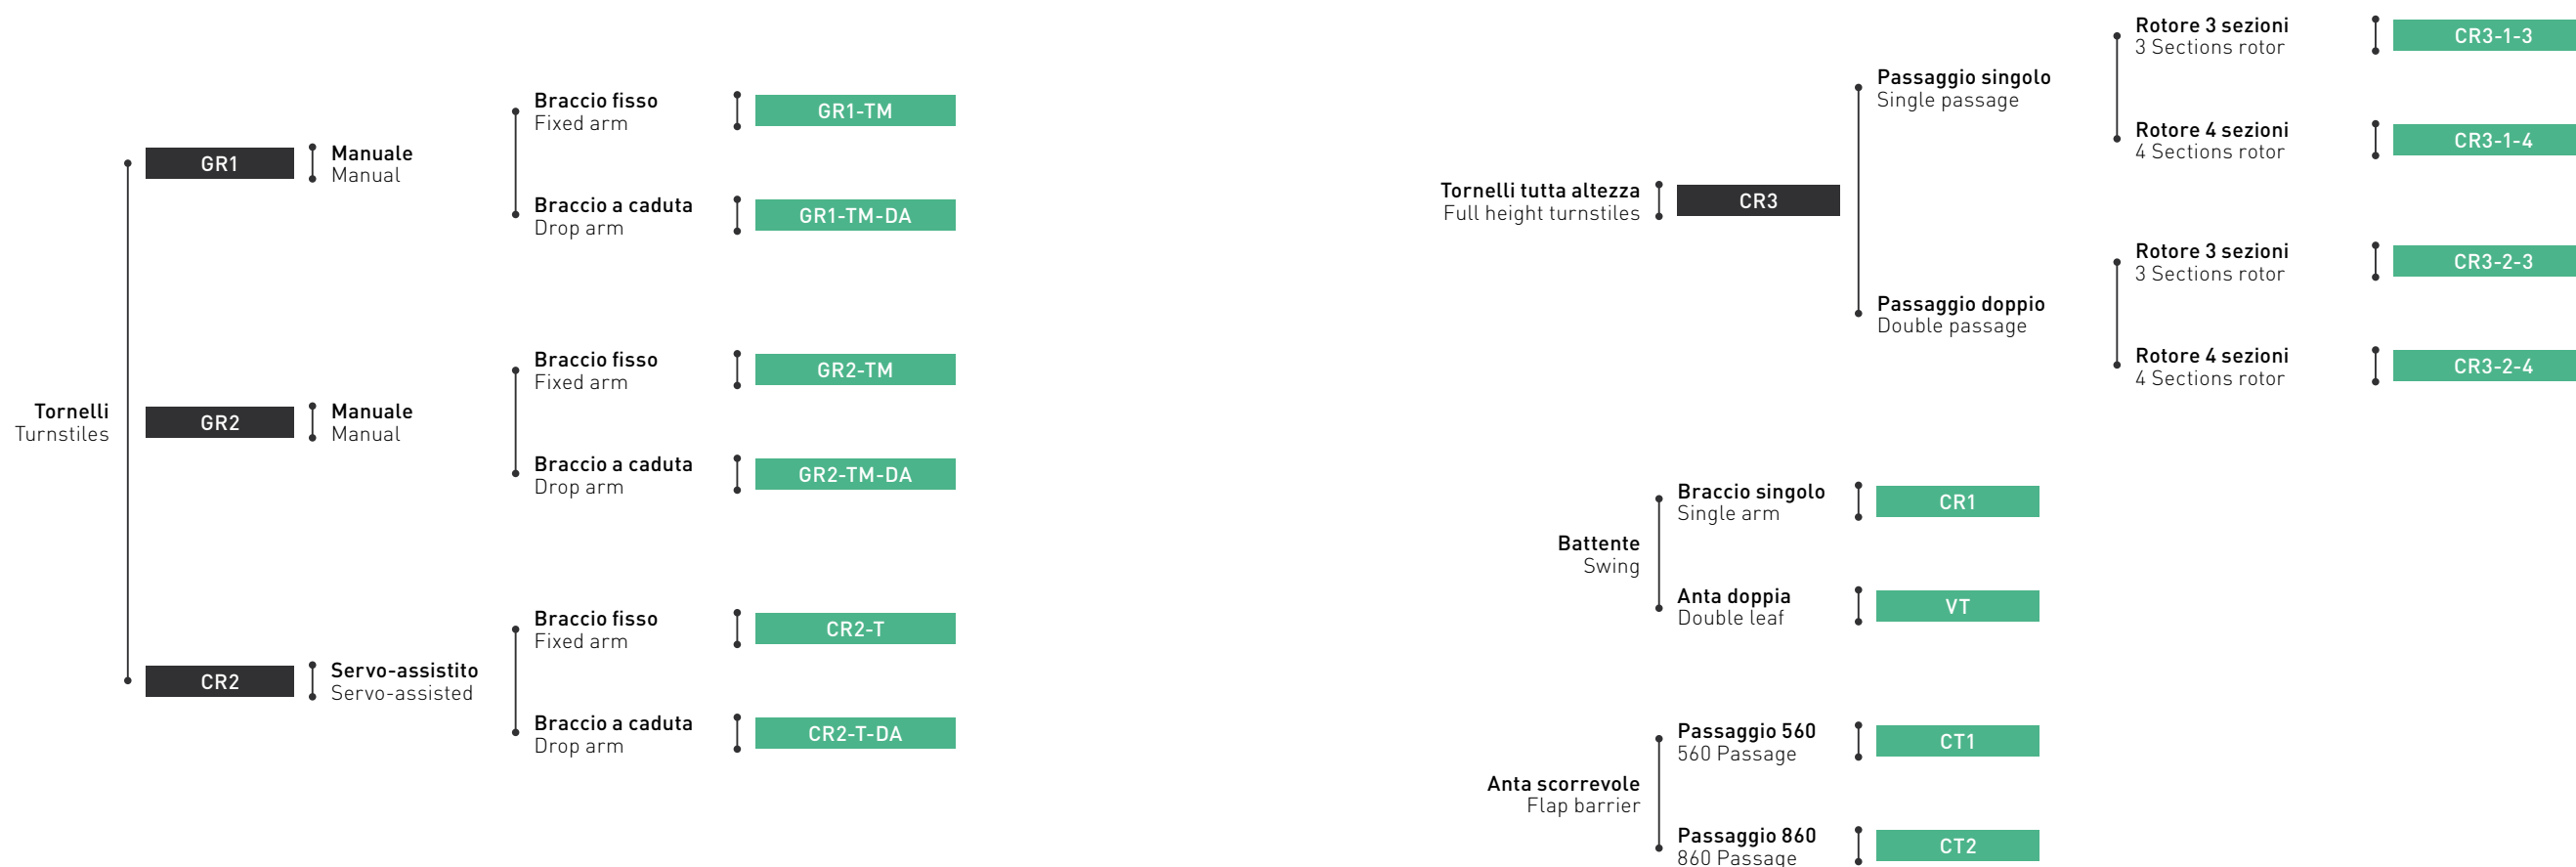 Tornelli
Turnstiles
GR1
Manuale
Manual
Braccio fisso
Fixed arm
GR1-TM
Braccio a caduta
Drop arm
GR1-TM-DA
GR2
Manuale
Manual
Braccio fisso
Fixed arm
GR2-TM
Braccio a caduta
Drop arm
GR2-TM-DA
CR2
Servo-assistito
Servo-assisted
Braccio fisso
Fixed arm
CR2-T
Braccio a caduta
Drop arm
CR2-T-DA
Tornelli tutta altezza
Full height turnstiles
CR3
Passaggio singolo
Single passage
Rotore 3 sezioni
3 Sections rotor
CR3-1-3
Rotore 4 sezioni
4 Sections rotor
CR3-1-4
Passaggio doppio
Double passage
Rotore 3 sezioni
3 Sections rotor
CR3-2-3
Rotore 4 sezioni
4 Sections rotor
CR3-2-4
Battente
Swing
Braccio singolo
Single arm
CR1
Anta doppia
Double leaf
VT
Anta scorrevole
Flap barrier
Passaggio 560
560 Passage
CT1
Passaggio 860
860 Passage
CT2